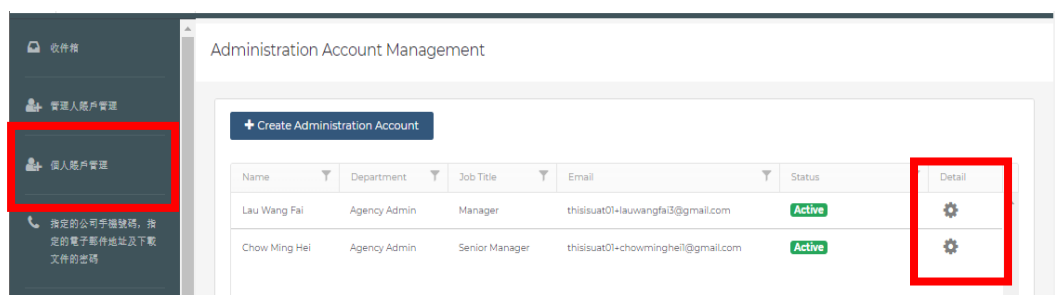 收件箱
管理人賬戶管理
個人賬戶管理
指定的公司手機號碼，指
定的電子郵件地址及下載
文件的密碼
Administration Account Management
+ Create Administration Account
Name Department Job Title Email Status Detail
Lau Wang Fai Agency Admin Manager thisisuat01+lauwangfai3@gmail.com Active
Chow Ming Hei Agency Admin Senior Manager thisisuat01+chowminghei1@gmail.com Active